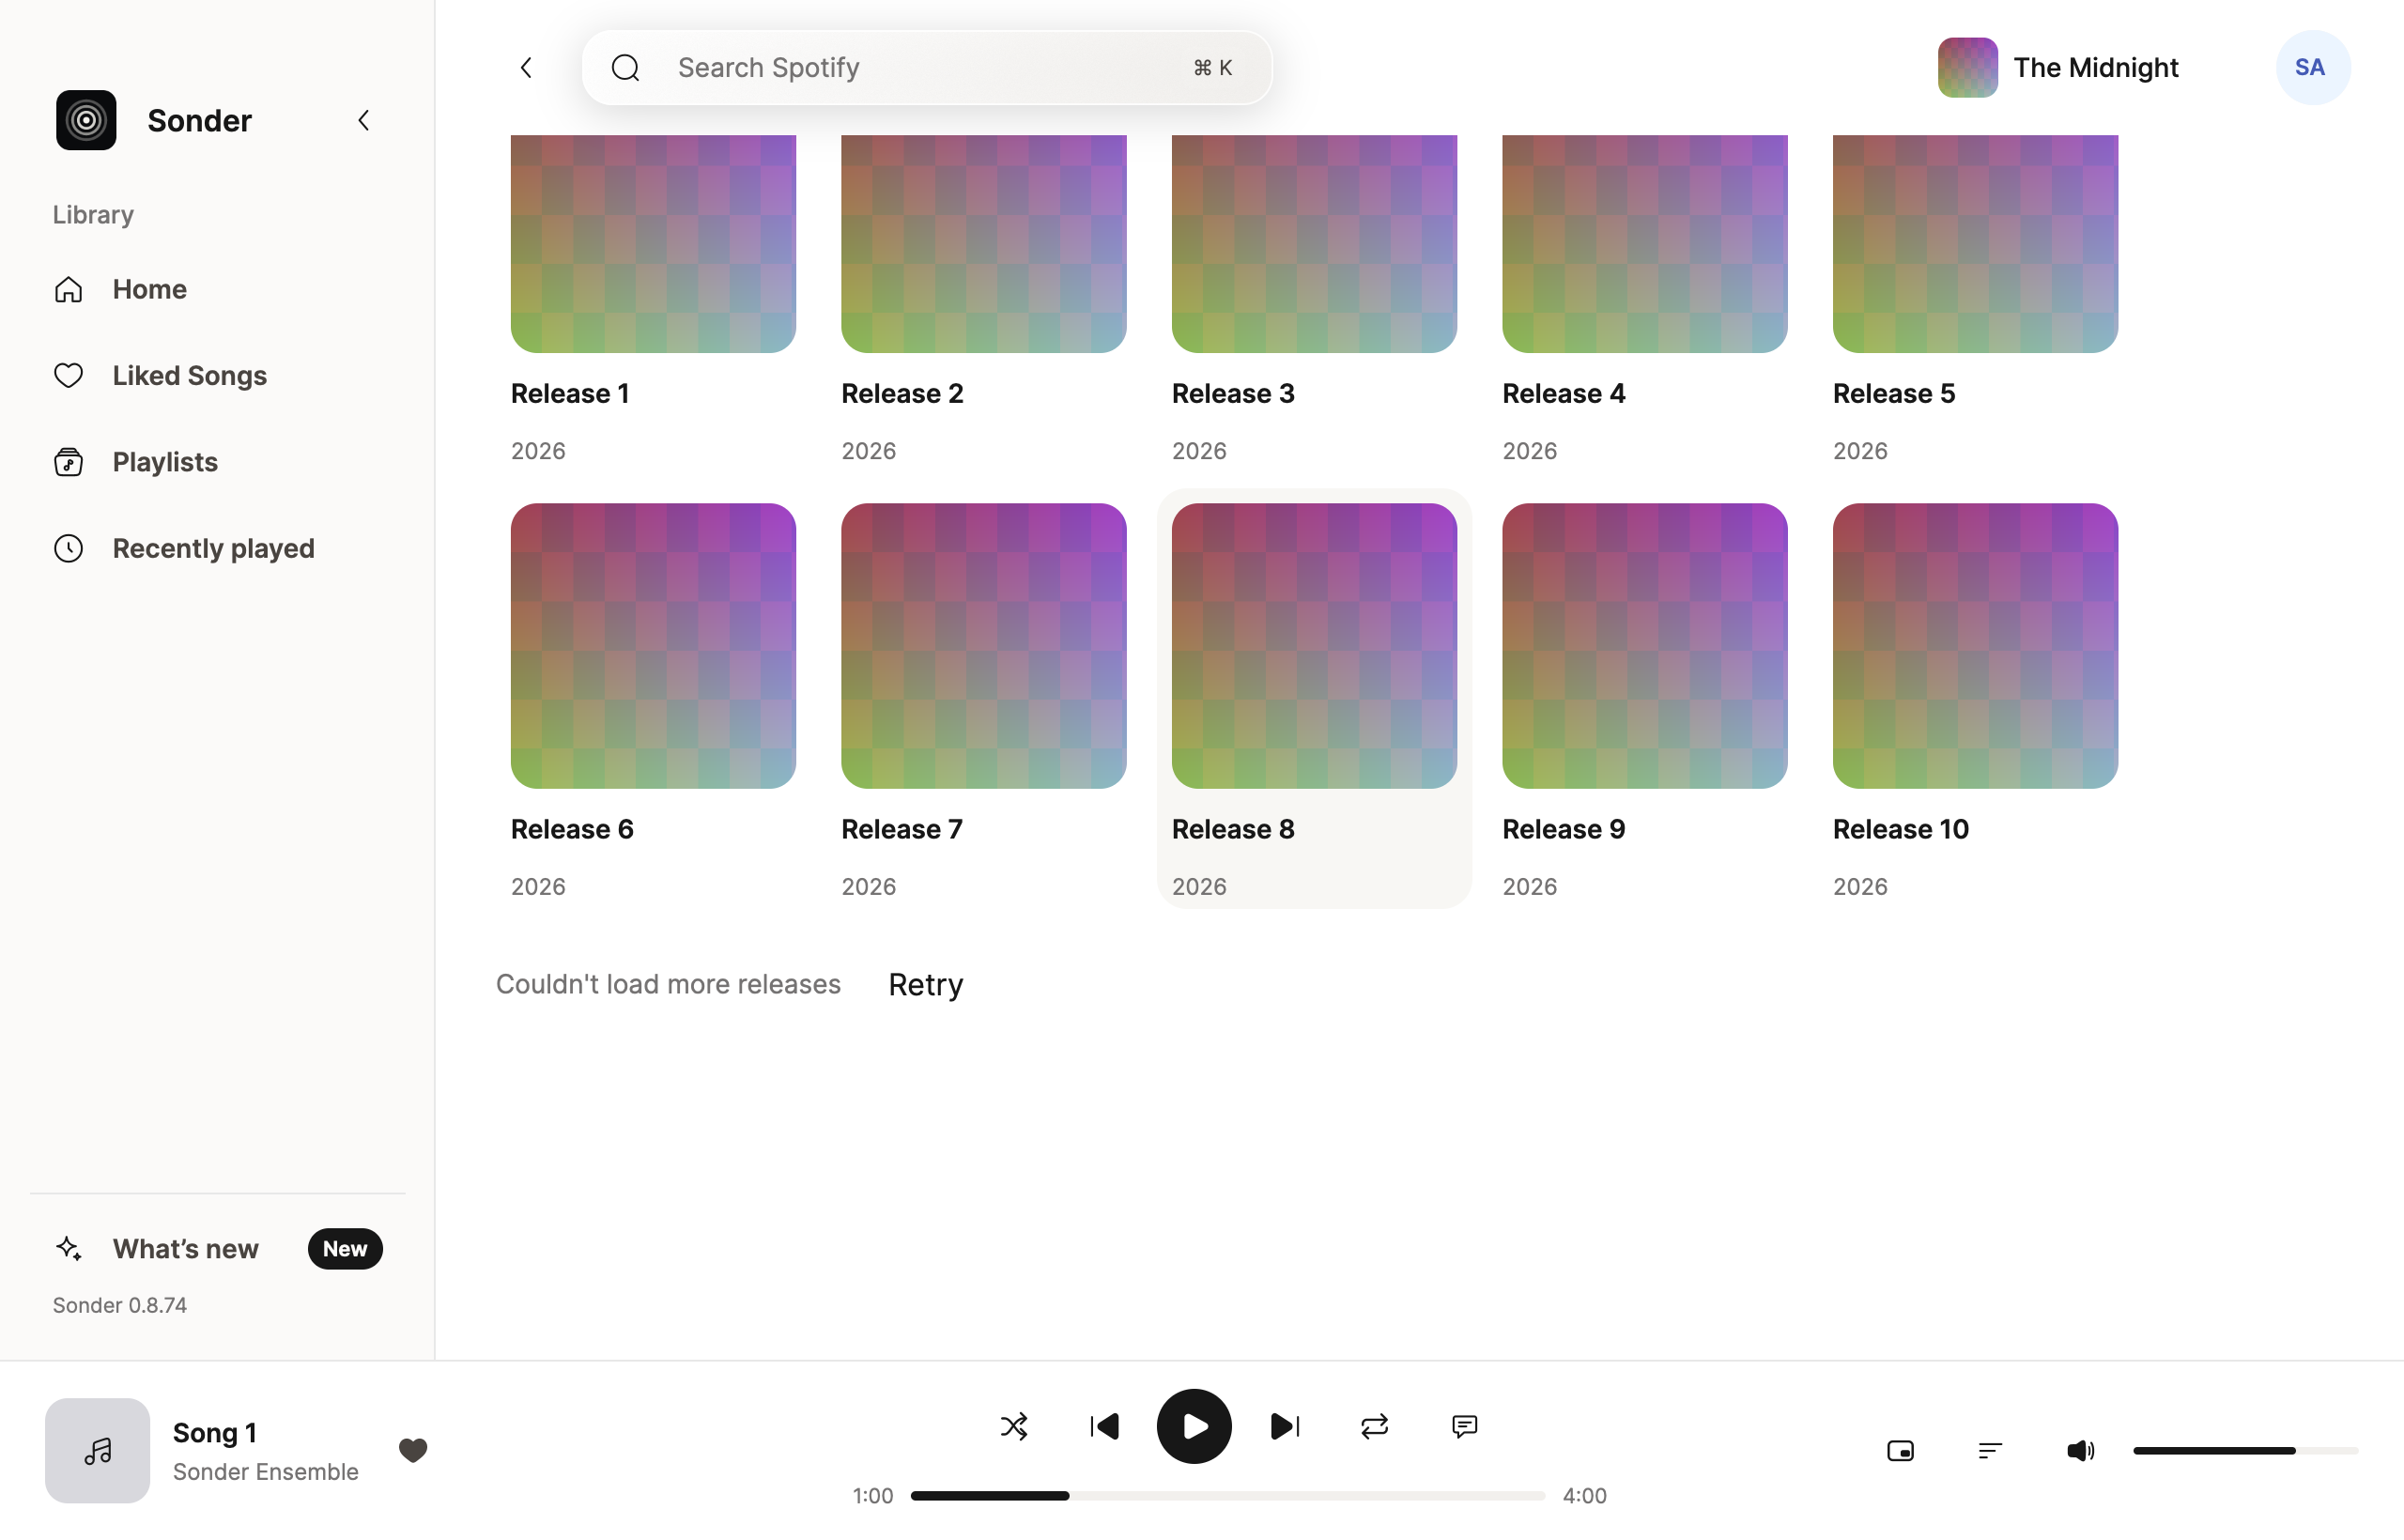 Sonder
Library
Home
Liked Songs
Playlists
Recently played
What’s new
New
Sonder 0.8.74
Search Spotify
⌘ K
The Midnight
SA
Release 1
2026
Release 2
2026
Release 3
2026
Release 4
2026
Release 5
2026
Release 6
2026
Release 7
2026
Release 8
2026
Release 9
2026
Release 10
2026
Couldn't load more releases
Retry
Song 1
Sonder Ensemble
1:00
4:00